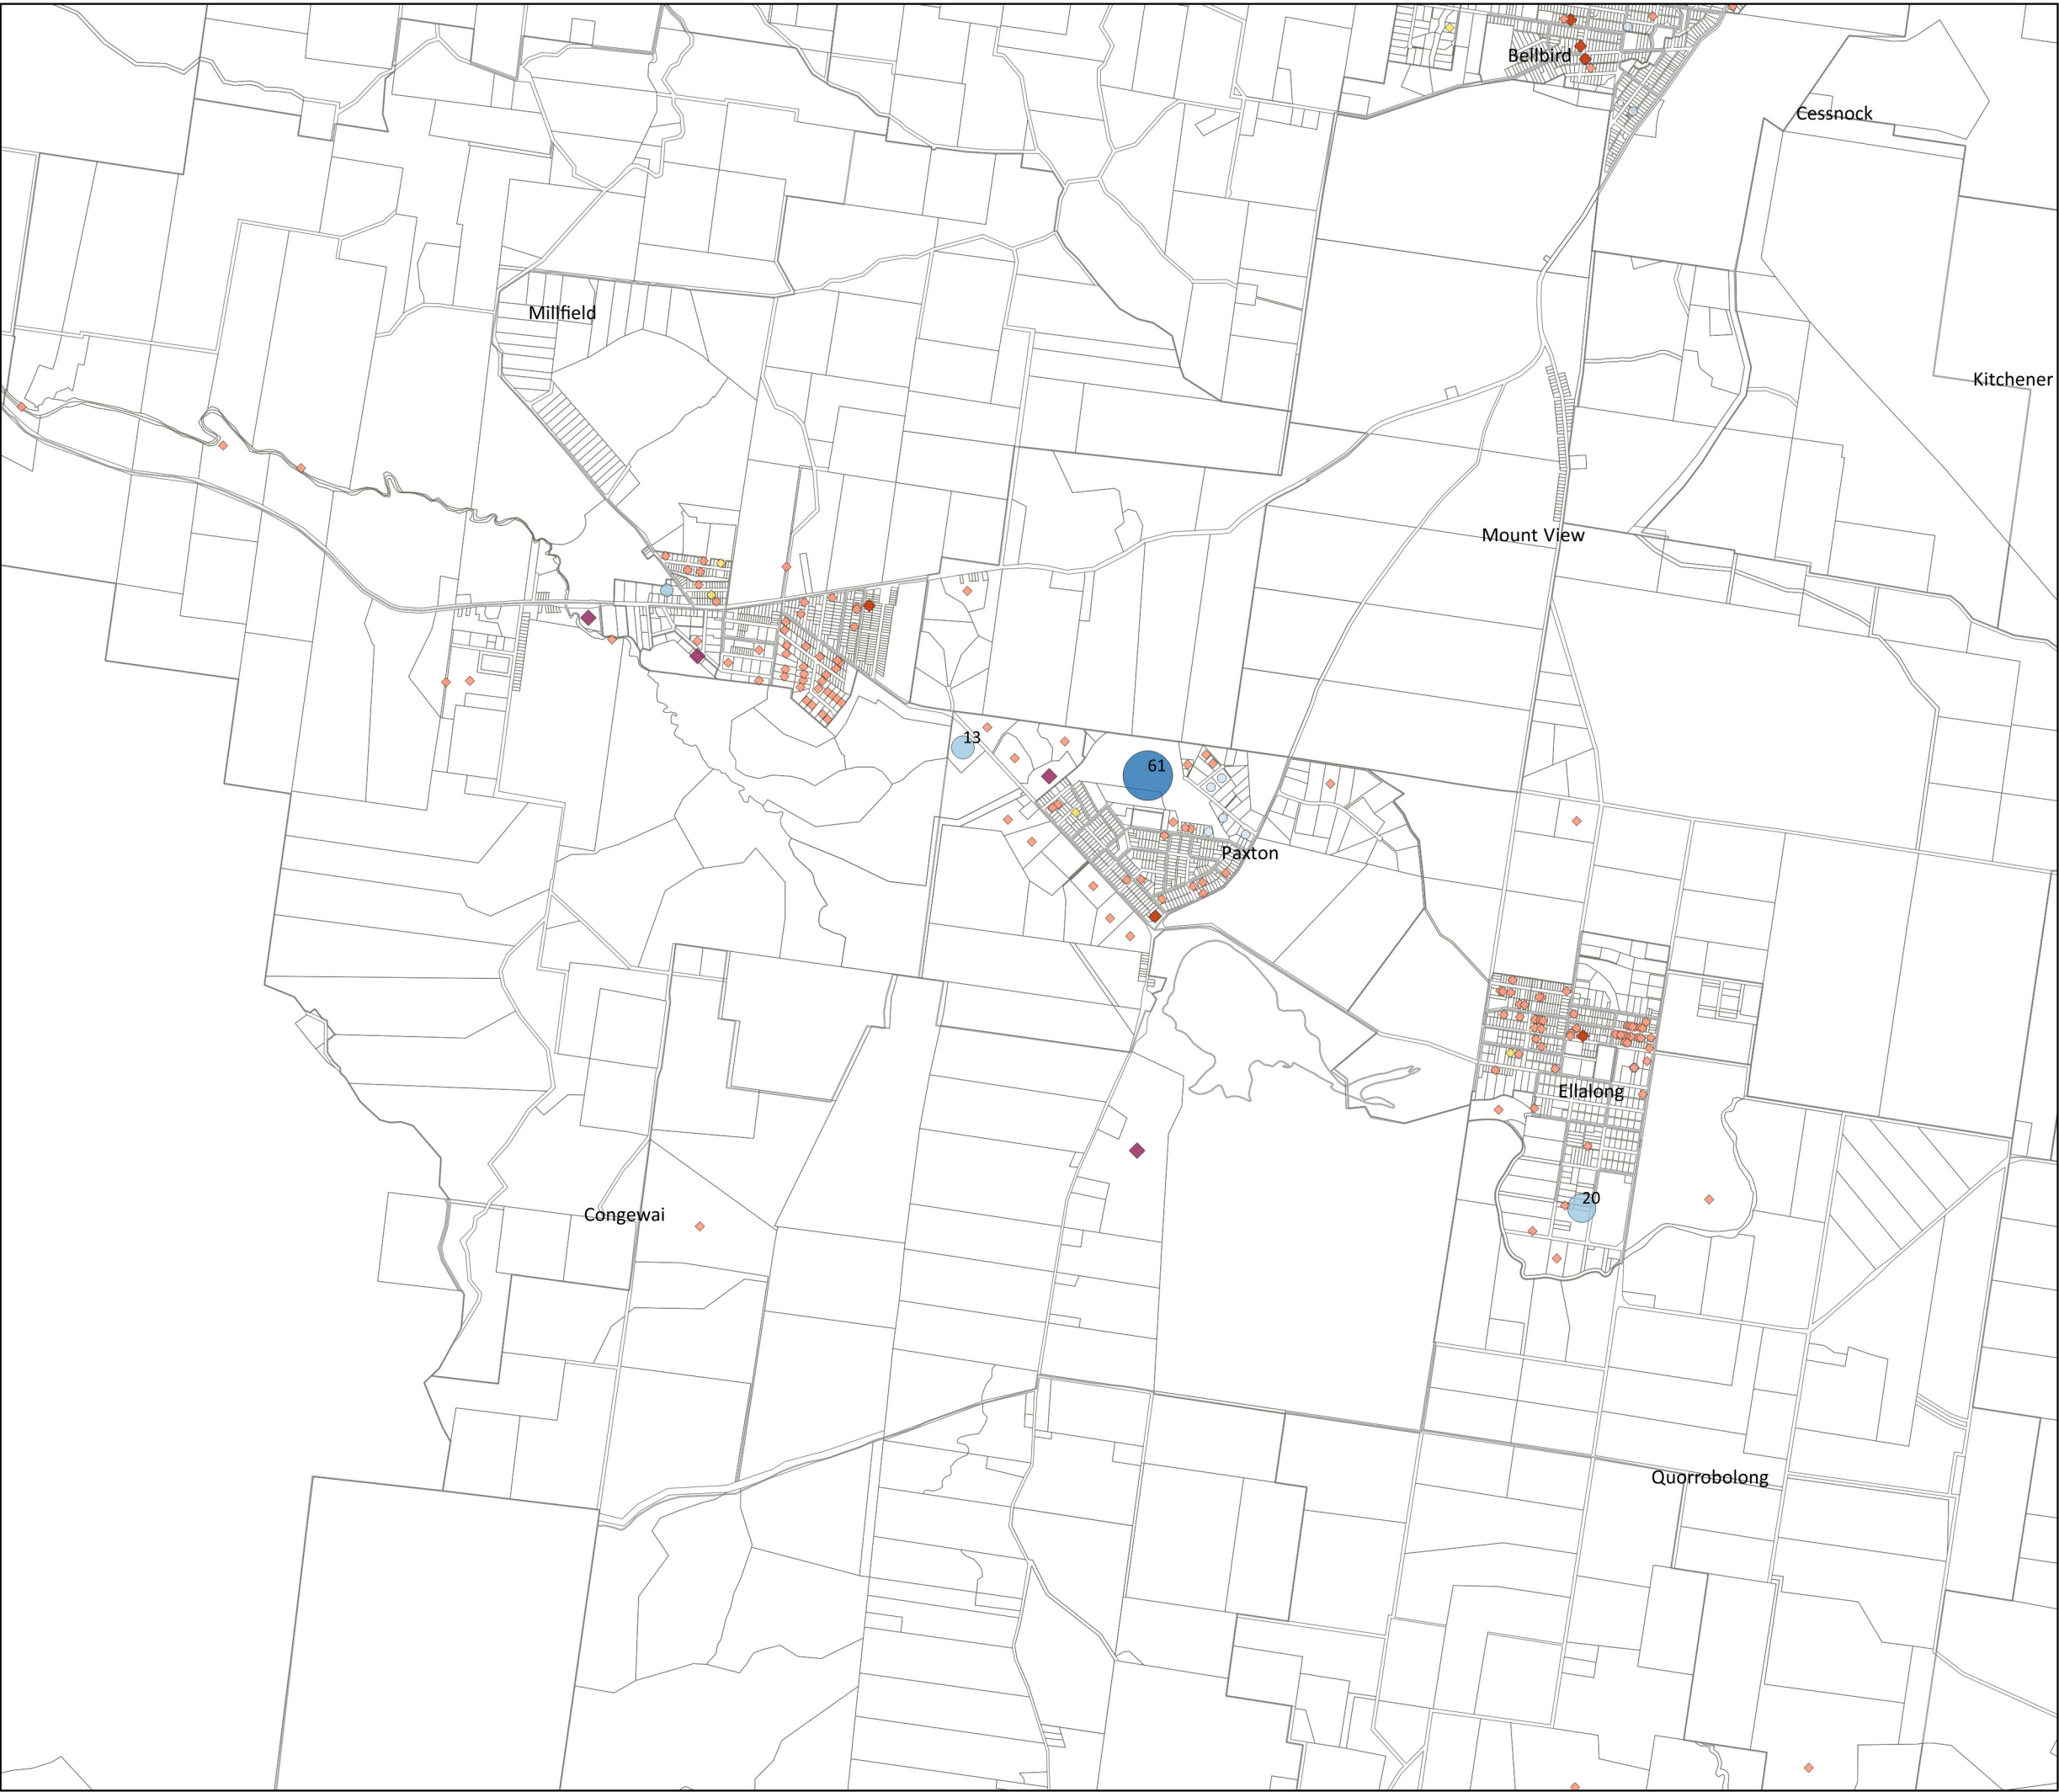 Bellbird
Cessnock
Millfield
Kitchener
Mount View
13
61
Paxton
Ellalong
20
Congewai
Quorrobolong